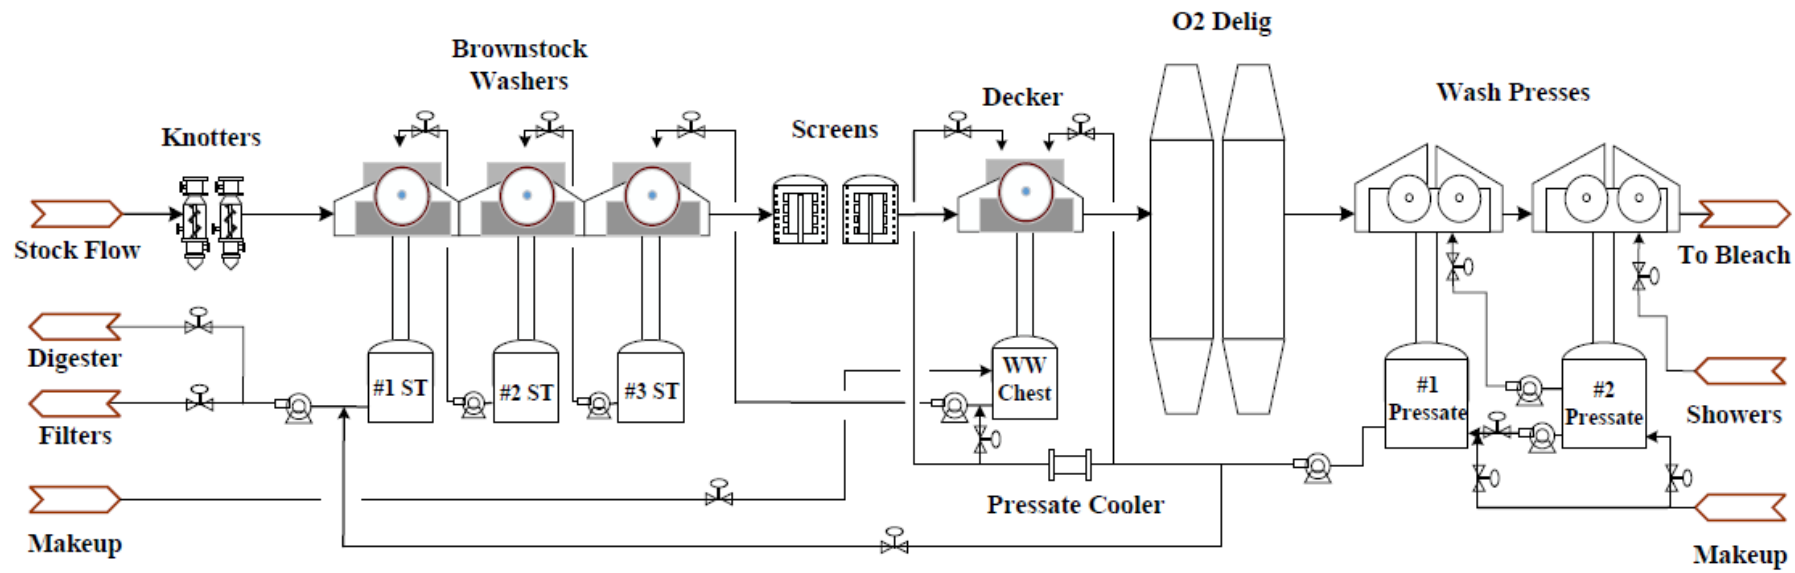 O2 Delig
Brownstock
Washers
Decker
Wash Presses
Knotters
Screens
Stock Flow
To Bleach
Digester
#1 ST
#2 ST
#3 ST
WW
Chest
#1
Pressate
#2
Pressate
Filters
Showers
Makeup
Pressate Cooler
Makeup